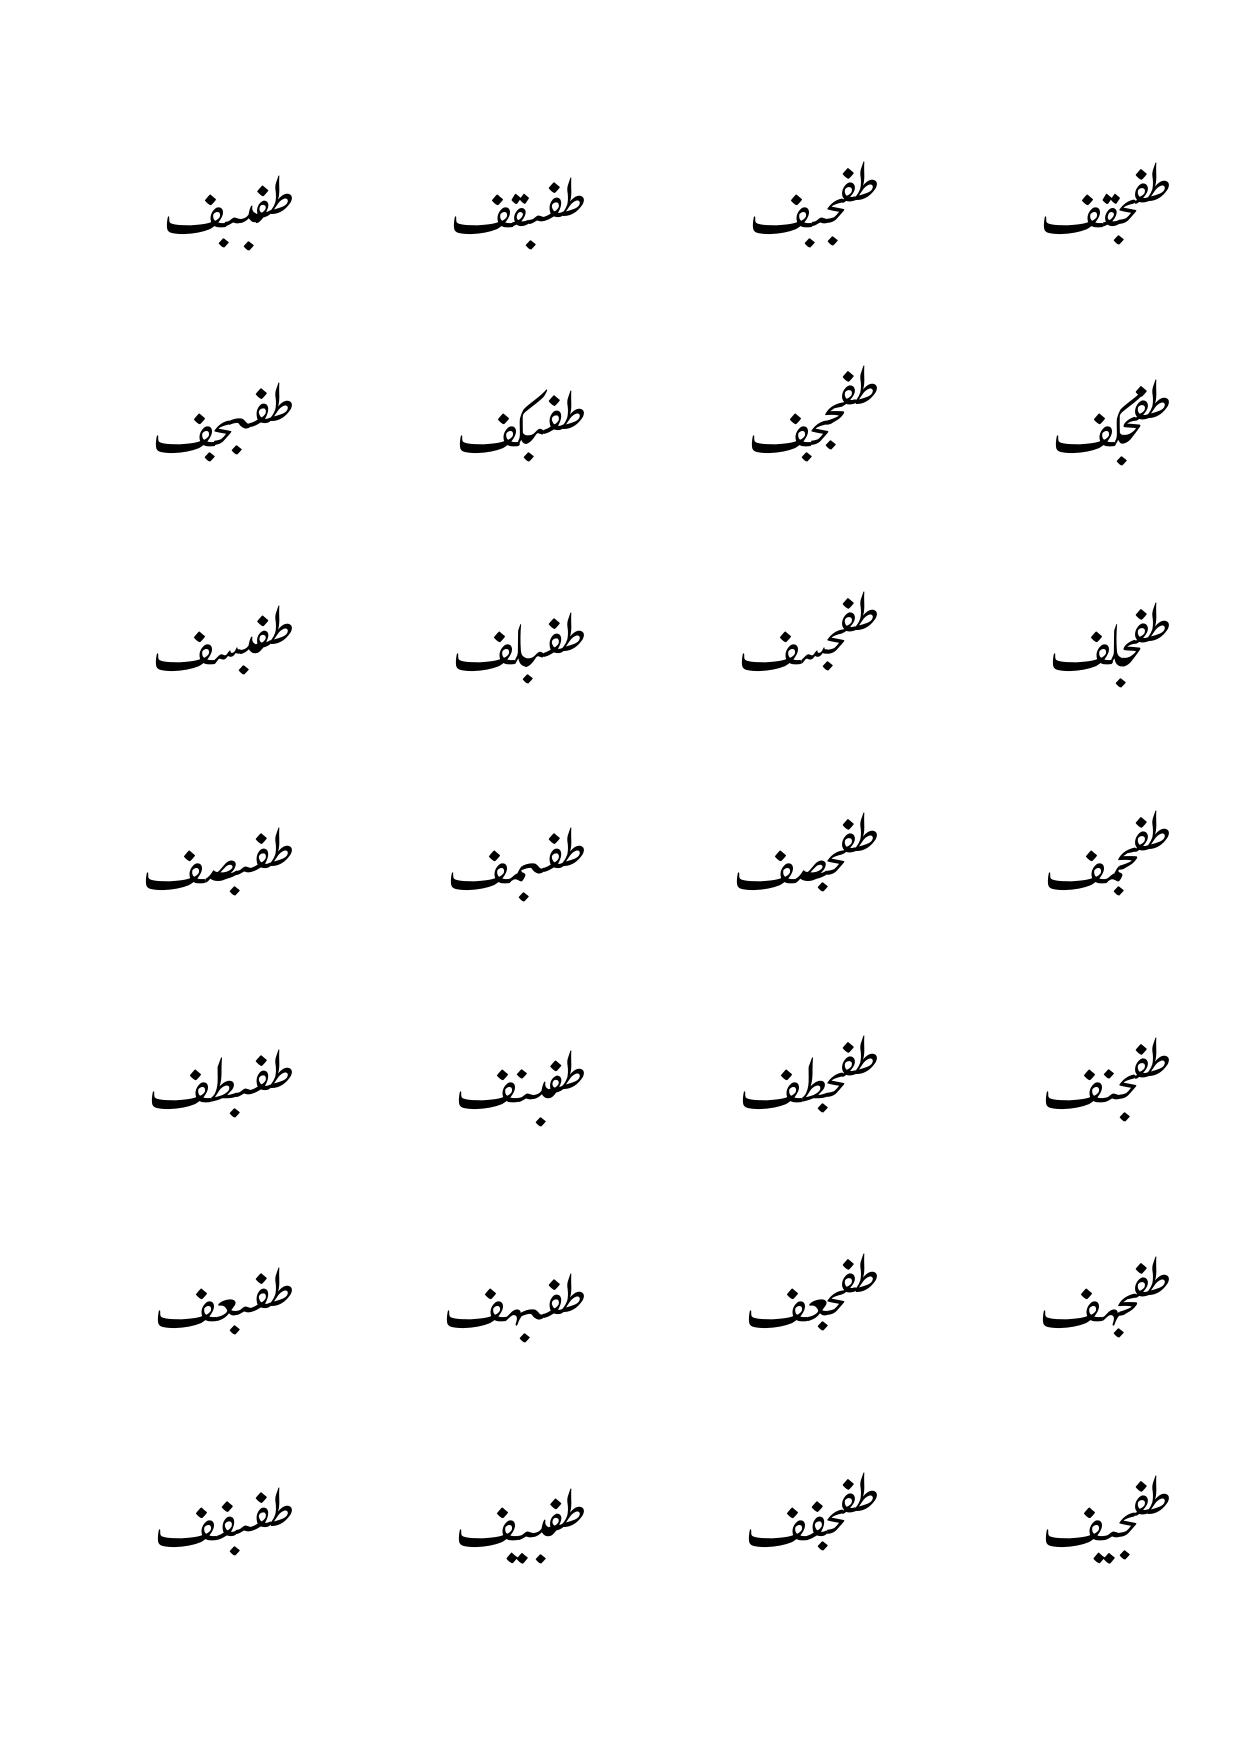 طفجقف طفجبف طفبقف طفببف
طفجكف طفججف طفبكف طفبجف
طفجلف طفجسف طفبلف طفبسف
طفجمف طفجصف طفبمف طفبصف
طفجنف طفجطف طفبنف طفبطف
طفجهف طفجعف طفبهف طفبعف
طفجيف طفجفف طفبيف طفبفف